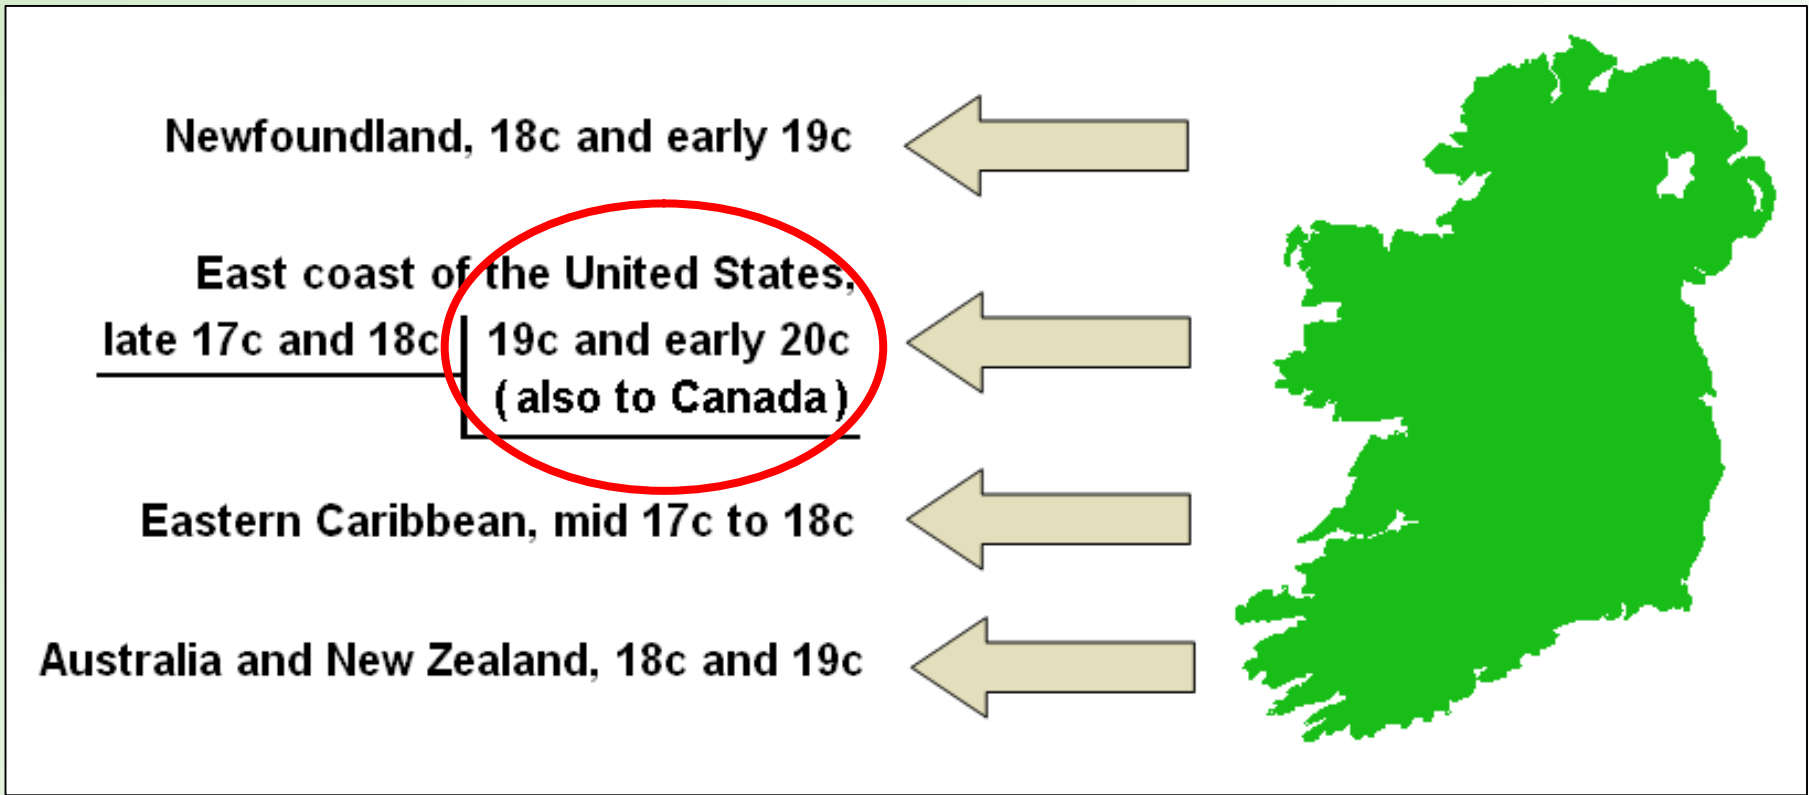 Newfoundland, 18c and early 19c
East coast of the United States,
late 17c and 18c 19c and early 20c
(also to Canada)
Eastern Caribbean, mid 17c to 18c
Australia and New Zealand, 18c and 19c